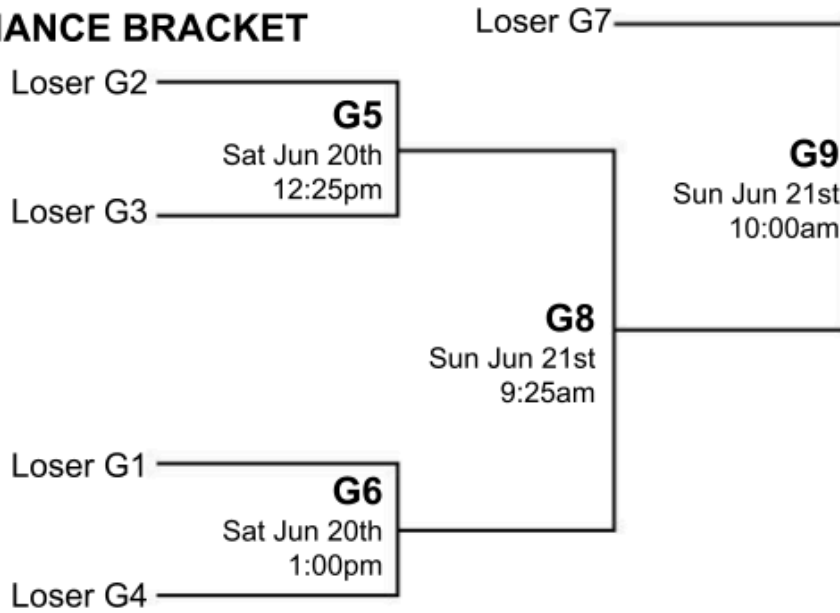 BRACKET
Loser G7
Loser G2
G5
Sat Jun 20th
12:25pm
Loser G3
G9
Sun Jun 21st
10:00am
G8
Sun Jun 21st
9:25am
Loser G1
G6
Sat Jun 20th
1:00pm
Loser G4